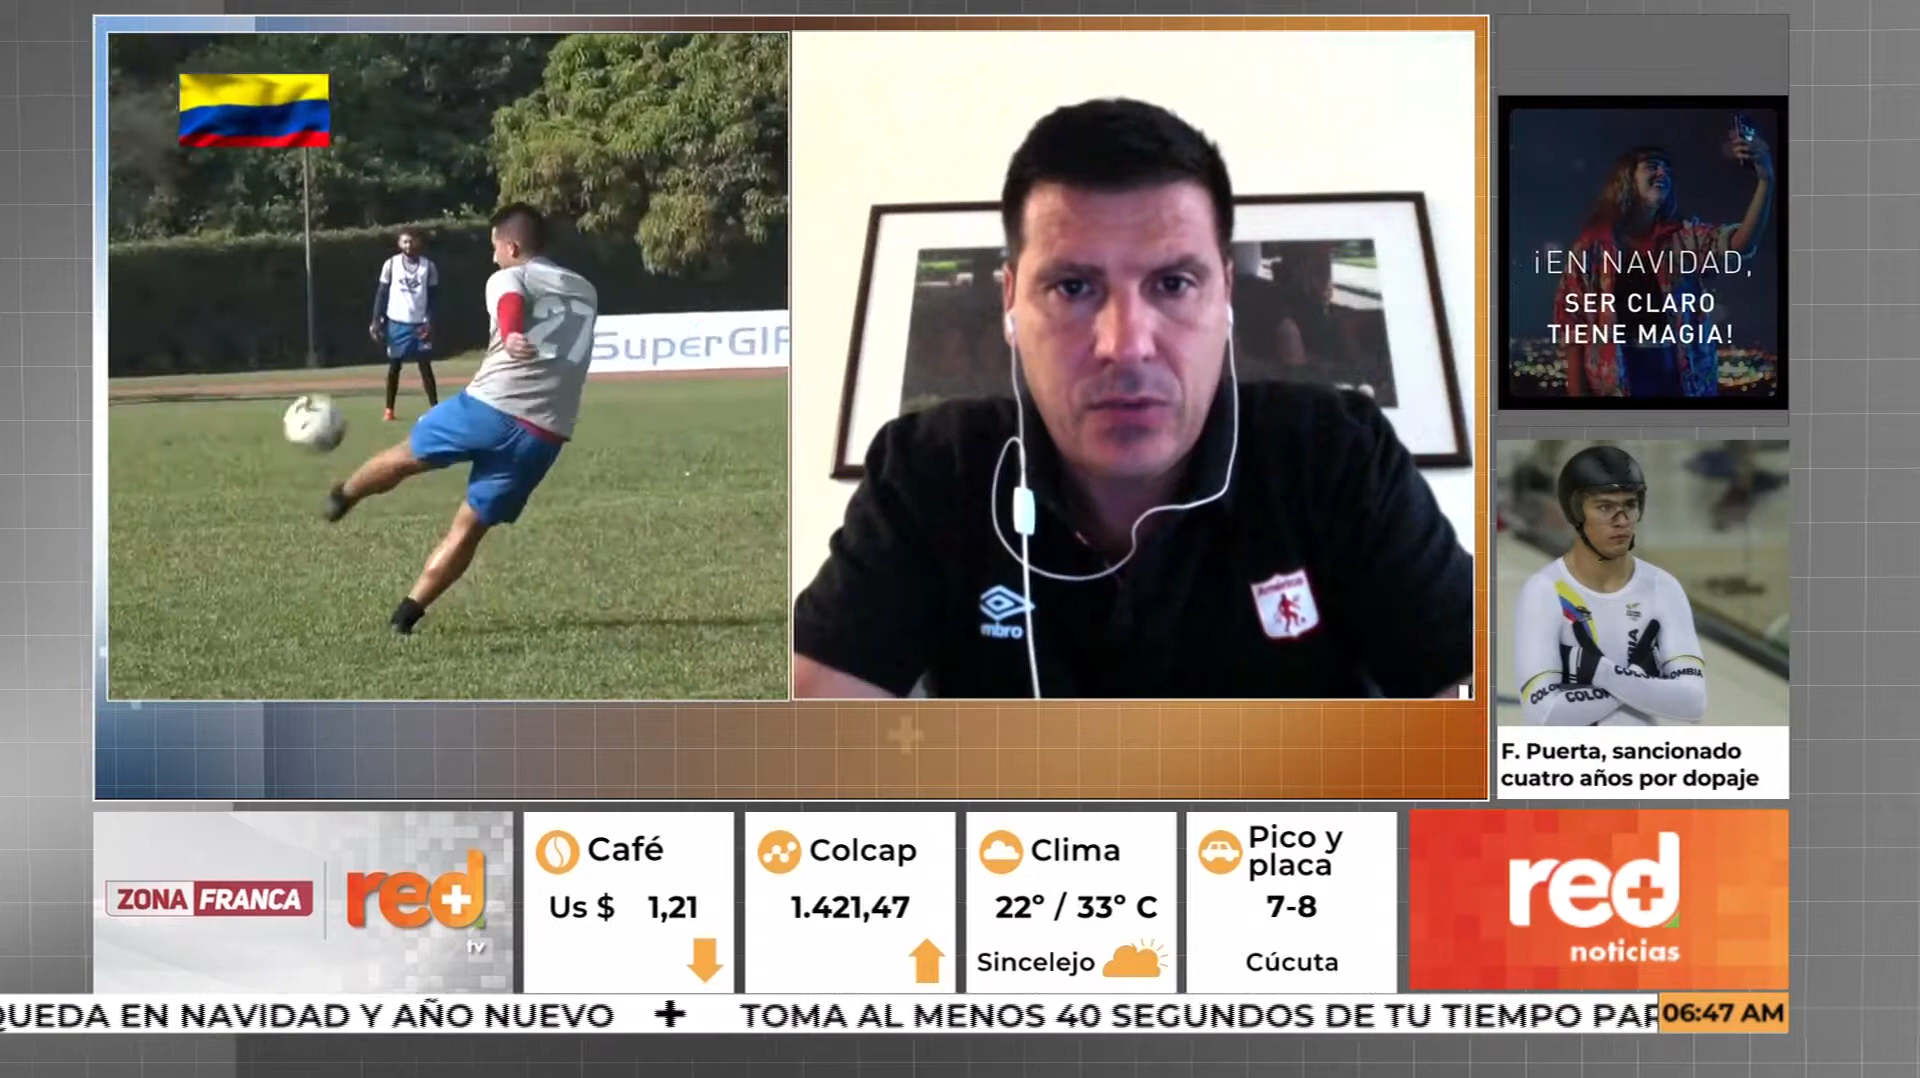 27
SuperGIR
mbro
América
¡EN NAVIDAD,
SER CLARO
TIENE MAGIA!
COLOMBIA
F. Puerta, sancionado
cuatro años por dopaje
ZONA FRANCA
red+
tv
Café
Us $ 1,21
Colcap
1.421,47
Clima
22° / 33° C
Sincelejo
Pico y
placa
7-8
Cúcuta
red+
noticias
QUEDA EN NAVIDAD Y AÑO NUEVO + TOMA AL MENOS 40 SEGUNDOS DE TU TIEMPO PAR
06:47 AM